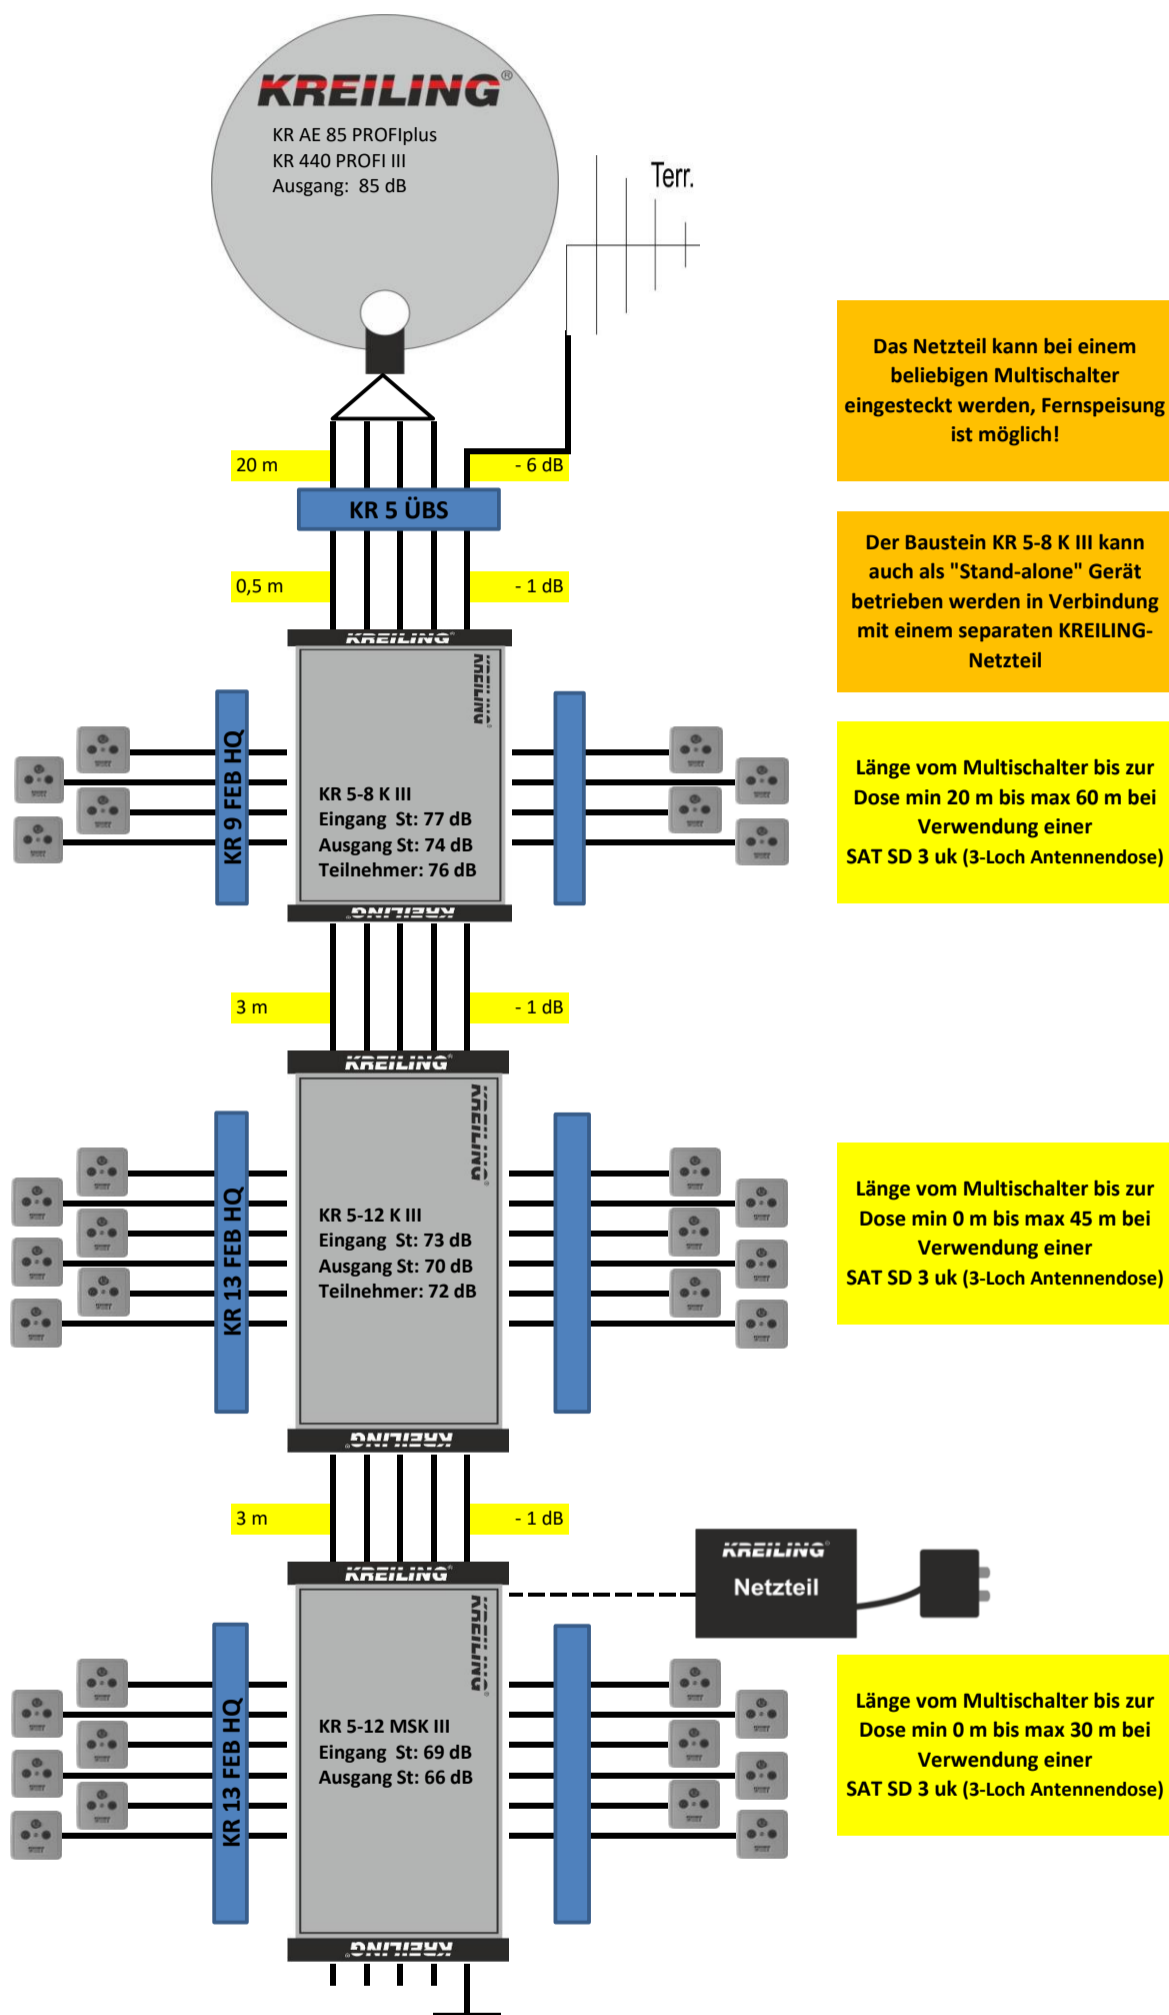 KREILING®
KR AE 85 PROFIplus
KR 440 PROFI III
Ausgang: 85 dB
Terr.
Das Netzteil kann bei einem
beliebigen Multischalter
eingesteckt werden, Fernspeisung
ist möglich!
20 m
- 6 dB
KR 5 ÜBS
Der Baustein KR 5-8 K III kann
auch als "Stand-alone" Gerät
betrieben werden in Verbindung
mit einem separaten KREILING-
Netzteil
0,5 m
- 1 dB
KREILING®
KREILING®
KR 9 FEB HQ
KR 5-8 K III
Eingang St: 77 dB
Ausgang St: 74 dB
Teilnehmer: 76 dB
Länge vom Multischalter bis zur
Dose min 20 m bis max 60 m bei
Verwendung einer
SAT SD 3 uk (3-Loch Antennendose)
KREILING®
3 m
- 1 dB
KREILING®
KREILING®
KR 13 FEB HQ
KR 5-12 K III
Eingang St: 73 dB
Ausgang St: 70 dB
Teilnehmer: 72 dB
Länge vom Multischalter bis zur
Dose min 0 m bis max 45 m bei
Verwendung einer
SAT SD 3 uk (3-Loch Antennendose)
KREILING®
3 m
- 1 dB
KREILING®
KREILING®
Netzteil
KREILING®
KR 13 FEB HQ
KR 5-12 MSK III
Eingang St: 69 dB
Ausgang St: 66 dB
Länge vom Multischalter bis zur
Dose min 0 m bis max 30 m bei
Verwendung einer
SAT SD 3 uk (3-Loch Antennendose)
KREILING®